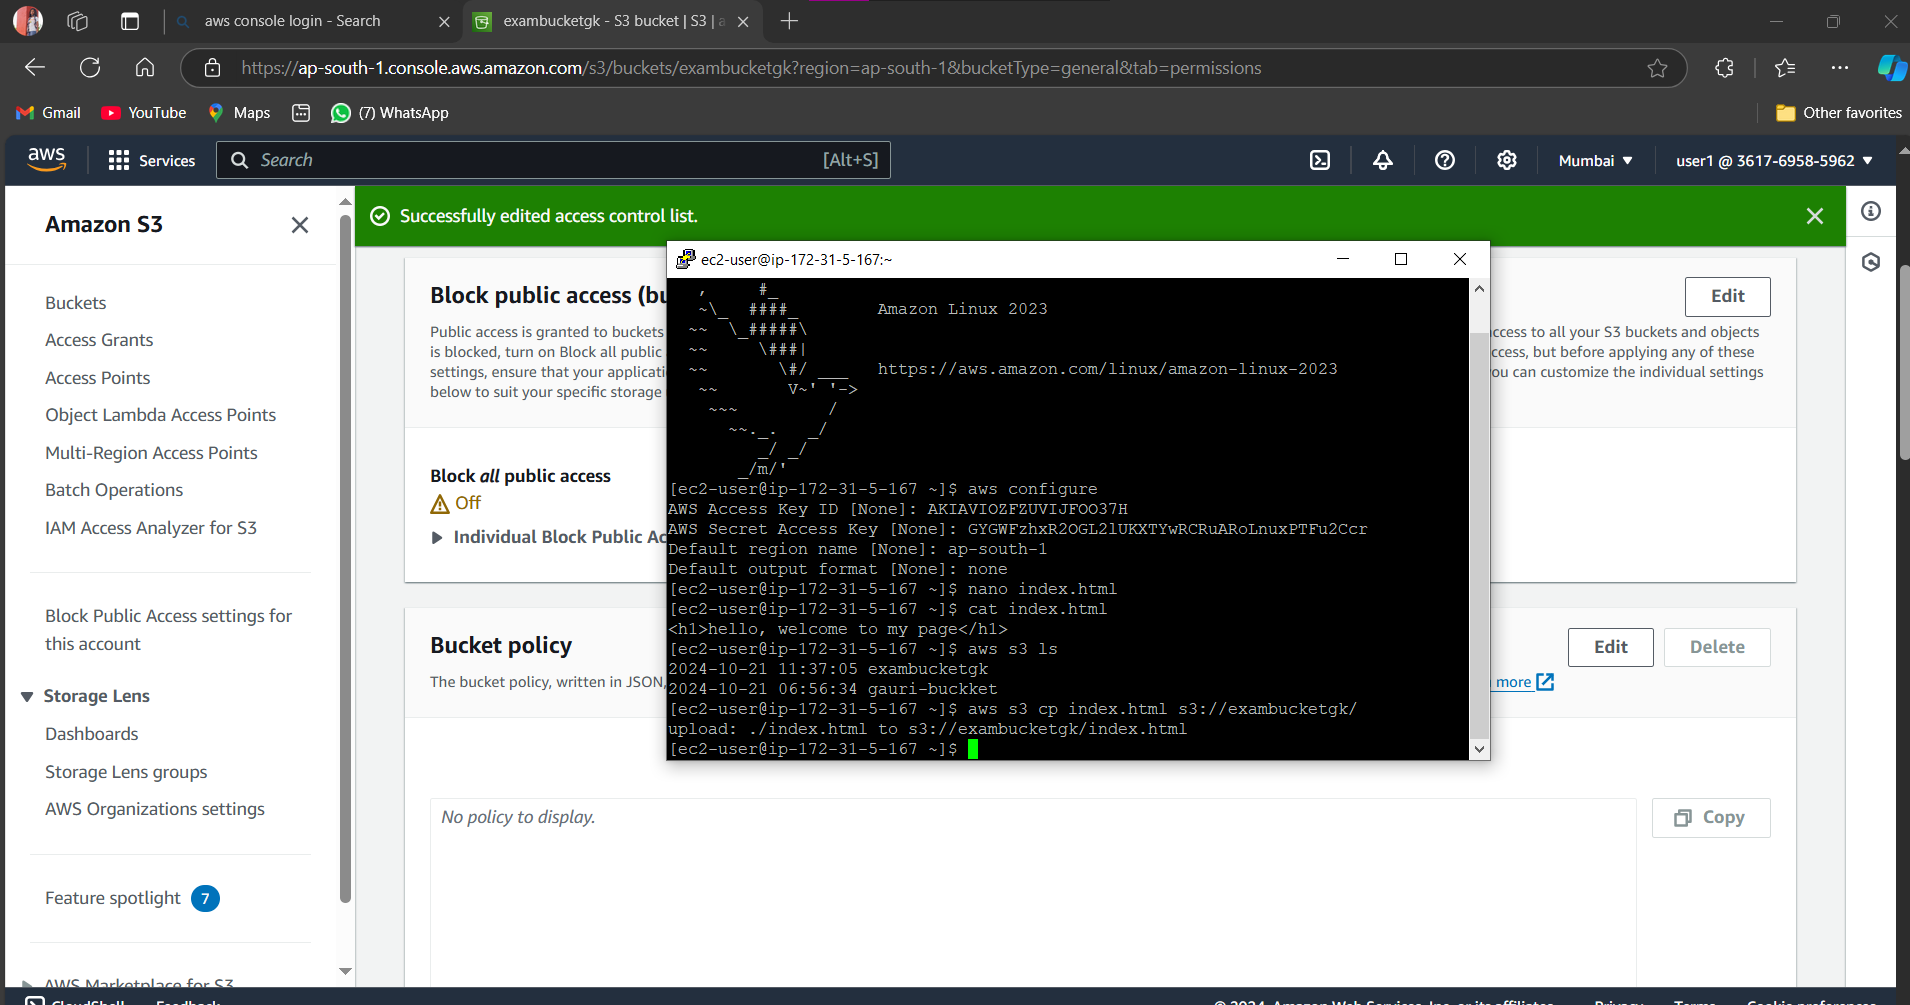 aws console login - Search
exambucketgk - S3 bucket | S3 | a
https://ap-south-1.console.aws.amazon.com/s3/buckets/exambucketgk?region=ap-south-1&bucketType=general&tab=permissions
Gmail
YouTube
Maps
(7) WhatsApp
Other favorites
aws
Services
Search
[Alt+S]
Mumbai
user1 @ 3617-6958-5962
Amazon S3
Buckets
Access Grants
Access Points
Object Lambda Access Points
Multi-Region Access Points
Batch Operations
IAM Access Analyzer for S3
Block Public Access settings for
this account
Storage Lens
Dashboards
Storage Lens groups
AWS Organizations settings
Feature spotlight 7
AWS Marketplace for S3
Successfully edited access control list.
Block public access (bu
Edit
Public access is granted to buckets
ccess to all your S3 buckets and objects
is blocked, turn on Block all public
ccess, but before applying any of these
settings, ensure that your applicati
ou can customize the individual settings
below to suit your specific storage
Block all public access
Off
Individual Block Public Ac
Bucket policy
Edit
Delete
The bucket policy, written in JSON,
more
No policy to display.
Copy
ec2-user@ip-172-31-5-167:~
   ,     #_
   ~\_  ####_        Amazon Linux 2023
  ~~  \_#####\
  ~~     \###|
  ~~       \#/ ___   https://aws.amazon.com/linux/amazon-linux-2023
   ~~       V~' '->
    ~~~         /
      ~~._.   _/
         _/ _/
       _/m/'
[ec2-user@ip-172-31-5-167 ~]$ aws configure
AWS Access Key ID [None]: AKIAVIOZFZUVIJFOO37H
AWS Secret Access Key [None]: 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
Default region name [None]: ap-south-1
Default output format [None]: none
[ec2-user@ip-172-31-5-167 ~]$ nano index.html
[ec2-user@ip-172-31-5-167 ~]$ cat index.html
<h1>hello, welcome to my page</h1>
[ec2-user@ip-172-31-5-167 ~]$ aws s3 ls
2024-10-21 11:37:05 exambucketgk
2024-10-21 06:56:34 gauri-buckket
[ec2-user@ip-172-31-5-167 ~]$ aws s3 cp index.html s3://exambucketgk/
upload: ./index.html to s3://exambucketgk/index.html
[ec2-user@ip-172-31-5-167 ~]$
CloudShell
Feedback
© 2024, Amazon Web Services, Inc. or its affiliates.
Privacy
Terms
Cookie preferences